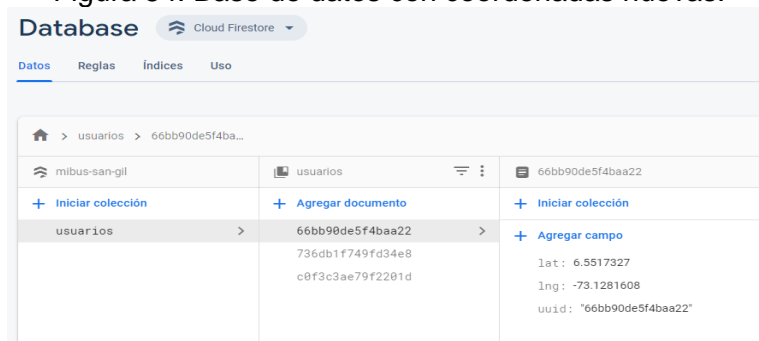 Database Cloud Firestore
Datos Reglas Índices Uso
> usuarios > 66bb90de5f4ba...
mibus-san-gil usuarios 66bb90de5f4baa22
+ Iniciar colección + Agregar documento + Iniciar colección
usuarios > 66bb90de5f4baa22 > + Agregar campo
736db1f749fd34e8
c0f3c3ae79f2201d
lat: 6.5517327
lng: -73.1281608
uuid: "66bb90de5f4baa22"